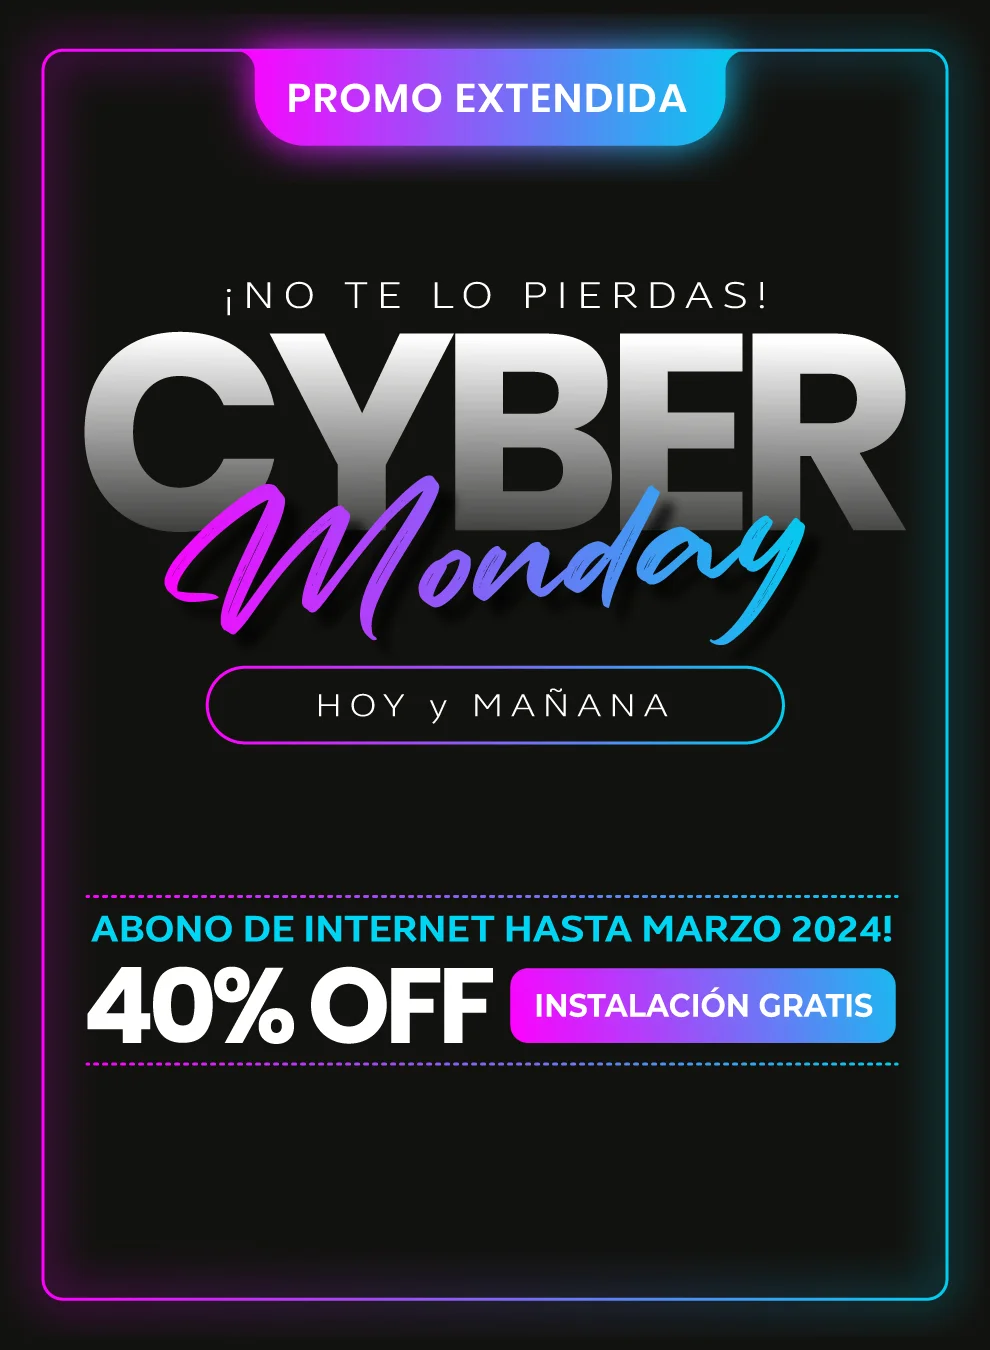 PROMO EXTENDIDA
¡NO TE LO PIERDAS!
CYBER
Monday
HOY y MAÑANA
ABONO DE INTERNET HASTA MARZO 2024!
40% OFF INSTALACIÓN GRATIS